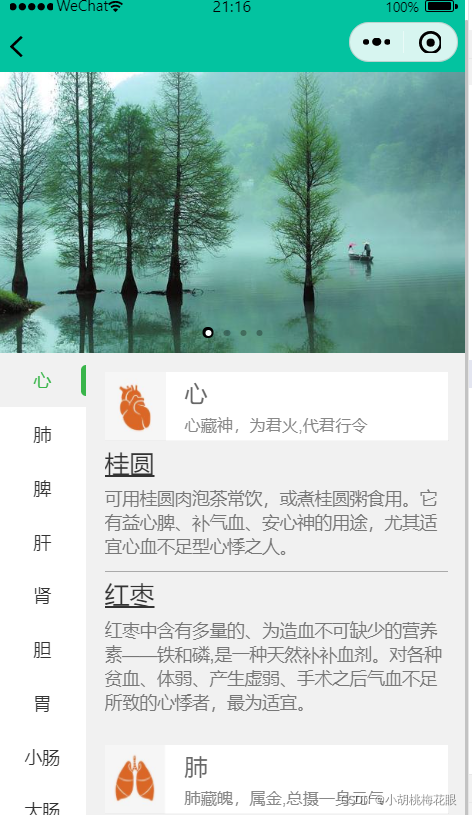 WeChat 21:16 100%
心
肺
脾
肝
肾
胆
胃
小肠
大肠
心
心藏神，为君火,代君行令
桂圆
可用桂圆肉泡茶常饮，或煮桂圆粥食用。它
有益心脾、补气血、安心神的用途，尤其适
宜心血不足型心悸之人。
红枣
红枣中含有多量的、为造血不可缺少的营养
素——铁和磷,是一种天然补补血剂。对各种
贫血、体弱、产生虚弱、手术之后气血不足
所致的心悸者，最为适宜。
肺
肺藏魄，属金,总摄一身元气
CSDN @小胡桃梅花眼